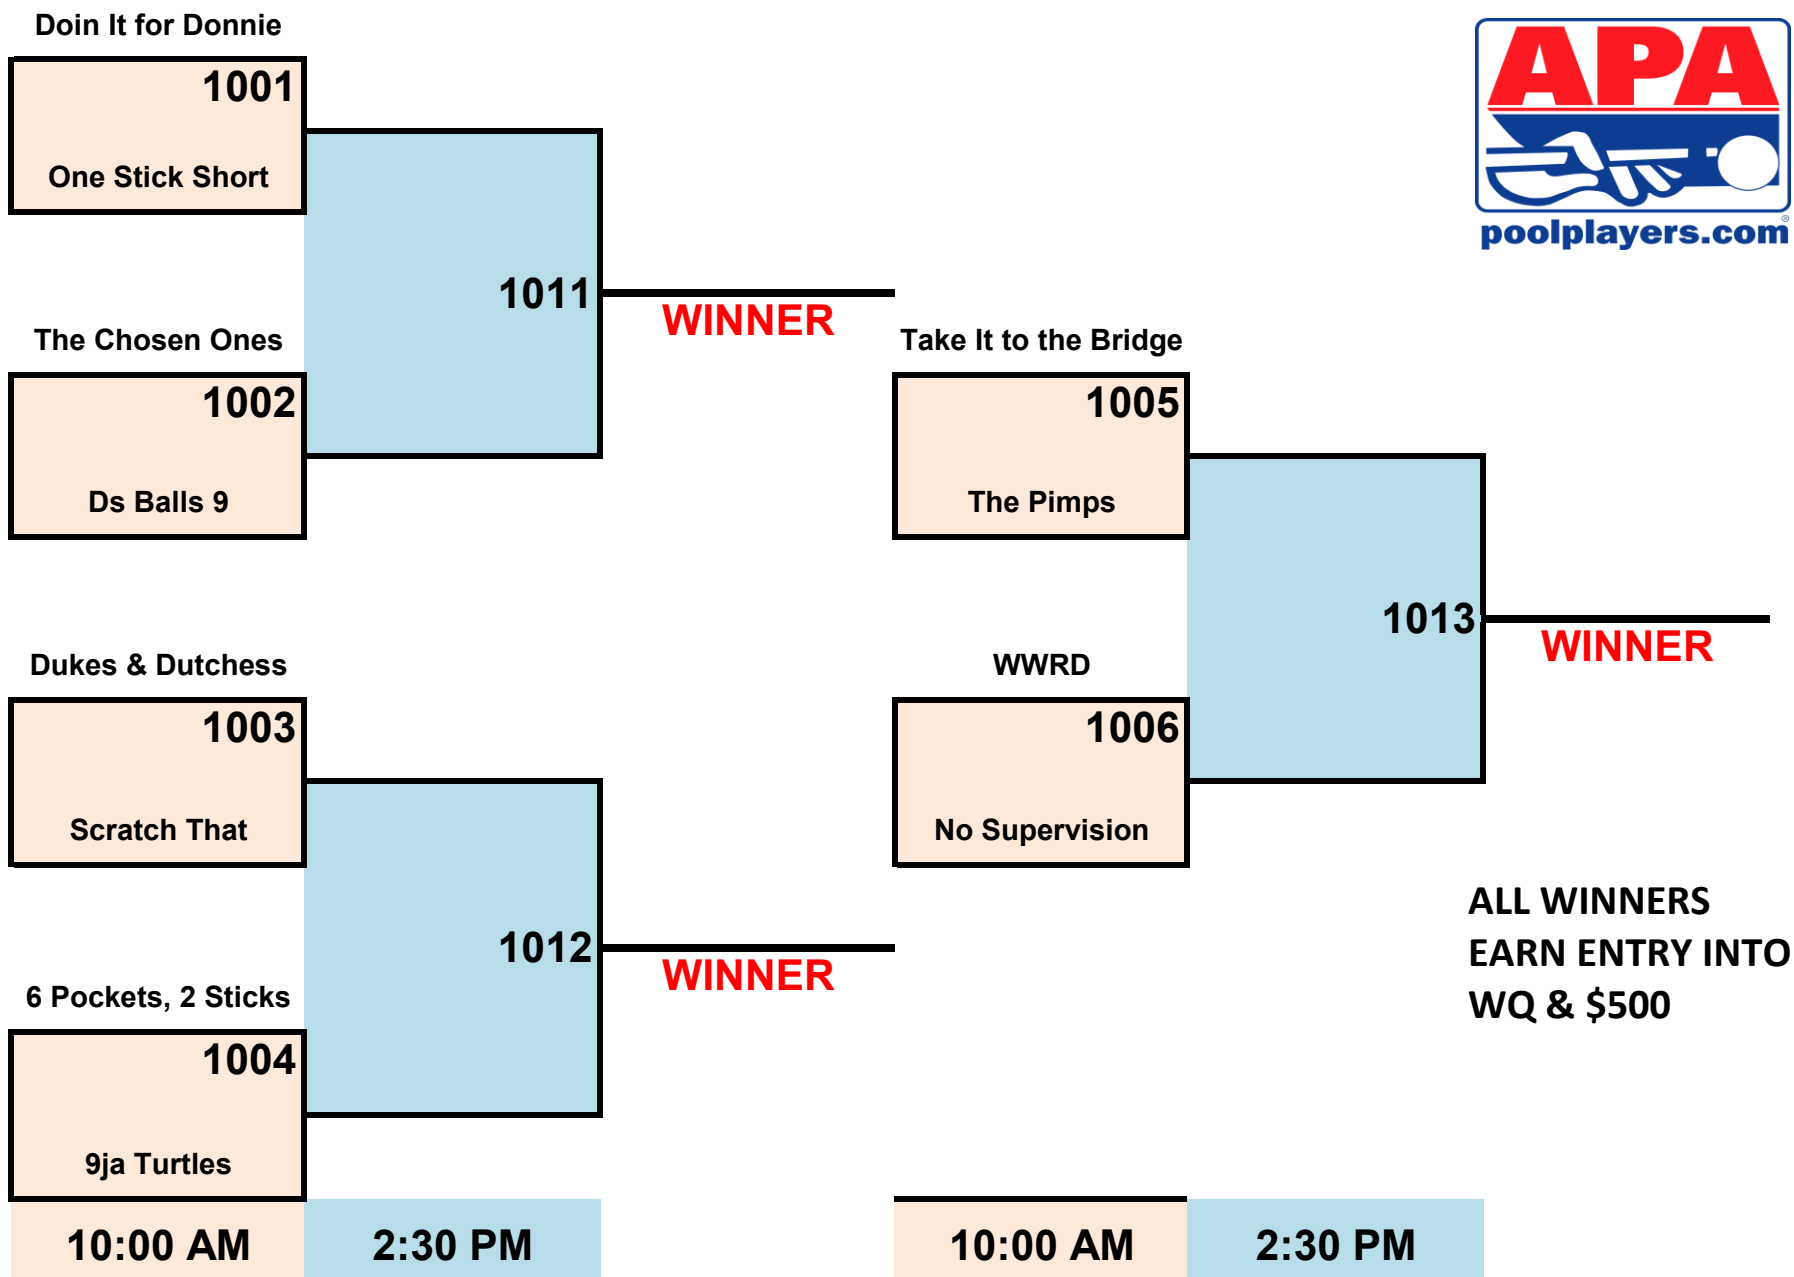 Doin It for Donnie
1001
One Stick Short
1011
WINNER
The Chosen Ones
1002
Ds Balls 9
Dukes & Dutchess
1003
Scratch That
1012
WINNER
6 Pockets, 2 Sticks
1004
9ja Turtles
10:00 AM
2:30 PM
APA
poolplayers.com
®
Take It to the Bridge
1005
The Pimps
1013
WINNER
WWRD
1006
No Supervision
ALL WINNERS
EARN ENTRY INTO
WQ & $500
10:00 AM
2:30 PM